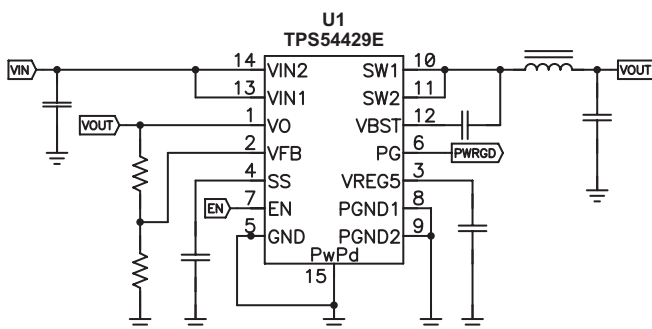 U1
TPS54429E
VIN
14 VIN2 SW1 10
VOUT
13 VIN1 SW2 11
VOUT
1 VO VBST 12
2 VFB PG 6
PWRGD
4 SS VREG5 3
EN
7 EN PGND1 8
5 GND PGND2 9
PwPd
15